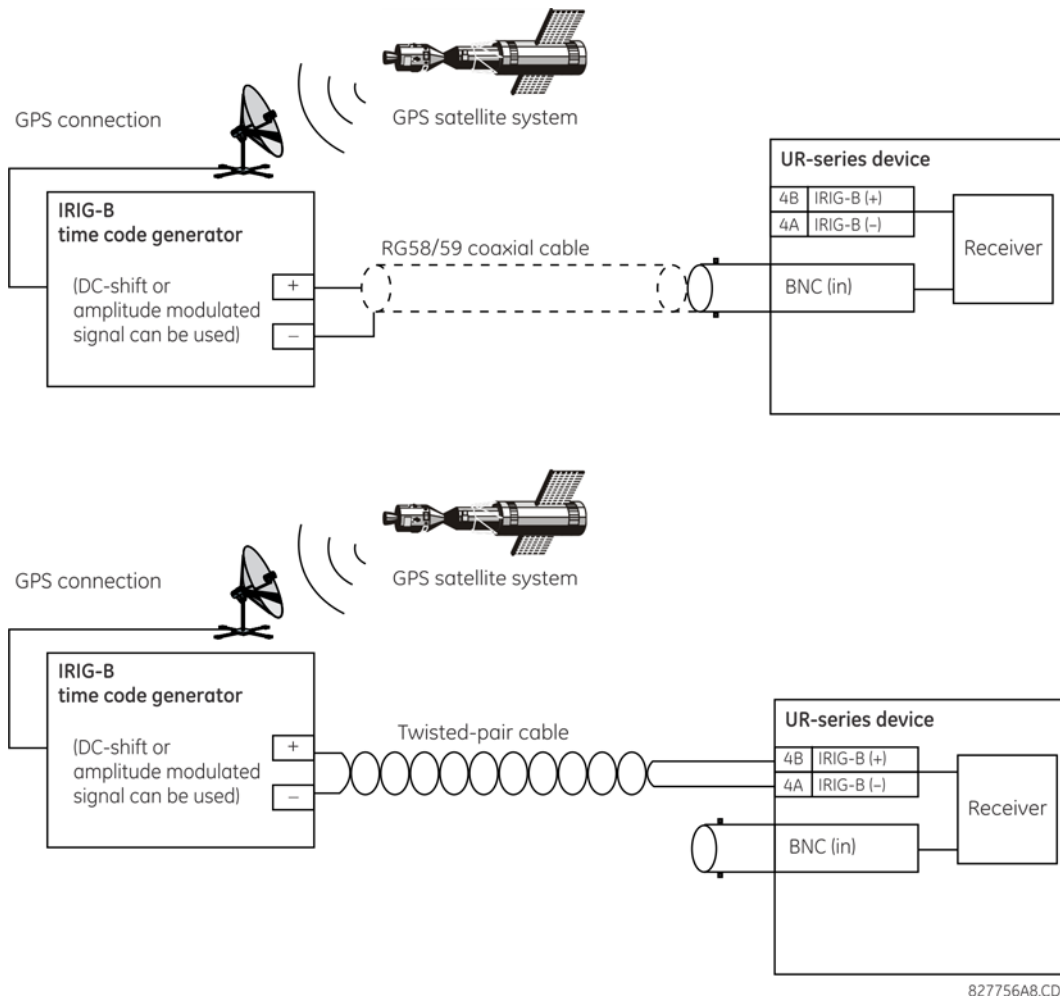 GPS connection
GPS satellite system
IRIG-B
time code generator
(DC-shift or
amplitude modulated
signal can be used)
+
–
RG58/59 coaxial cable
UR-series device
4B IRIG-B (+)
4A IRIG-B (–)
BNC (in)
Receiver
GPS connection
GPS satellite system
IRIG-B
time code generator
(DC-shift or
amplitude modulated
signal can be used)
+
–
Twisted-pair cable
UR-series device
4B IRIG-B (+)
4A IRIG-B (–)
BNC (in)
Receiver
827756A8.CD